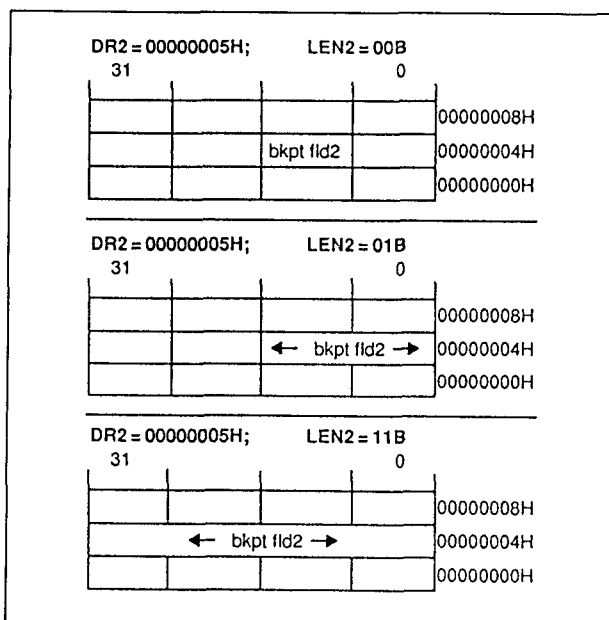 DR2 = 00000005H; LEN2 = 00B
31 0
00000008H
bkpt fld2 00000004H
00000000H
DR2 = 00000005H; LEN2 = 01B
31 0
00000008H
← bkpt fld2 → 00000004H
00000000H
DR2 = 00000005H; LEN2 = 11B
31 0
00000008H
← bkpt fld2 → 00000004H
00000000H